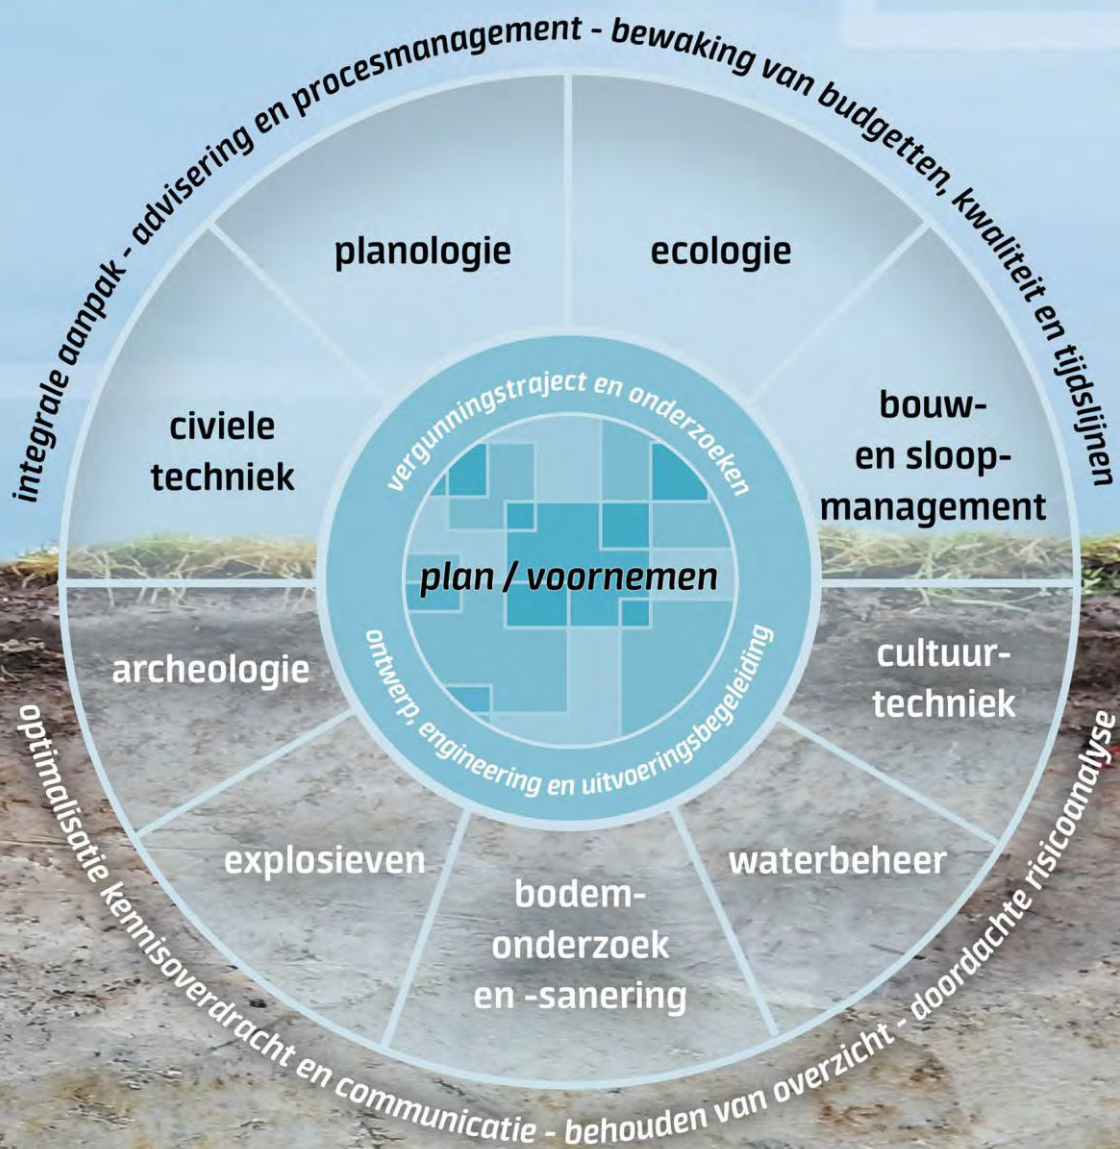 integrale aanpak - advisering en procesmanagement - bewaking van budgetten, kwaliteit en tijdslijnen
planologie
ecologie
civiele
techniek
bouw-
en sloop-
management
vergunningstraject en onderzoeken
plan / voornemen
ontwerp, engineering en uitvoeringsbegeleiding
archeologie
cultuur-
techniek
explosieven
waterbeheer
bodem-
onderzoek
en -sanering
optimalisatie kennisoverdracht en communicatie - behouden van overzicht - doordachte risicoanalyse